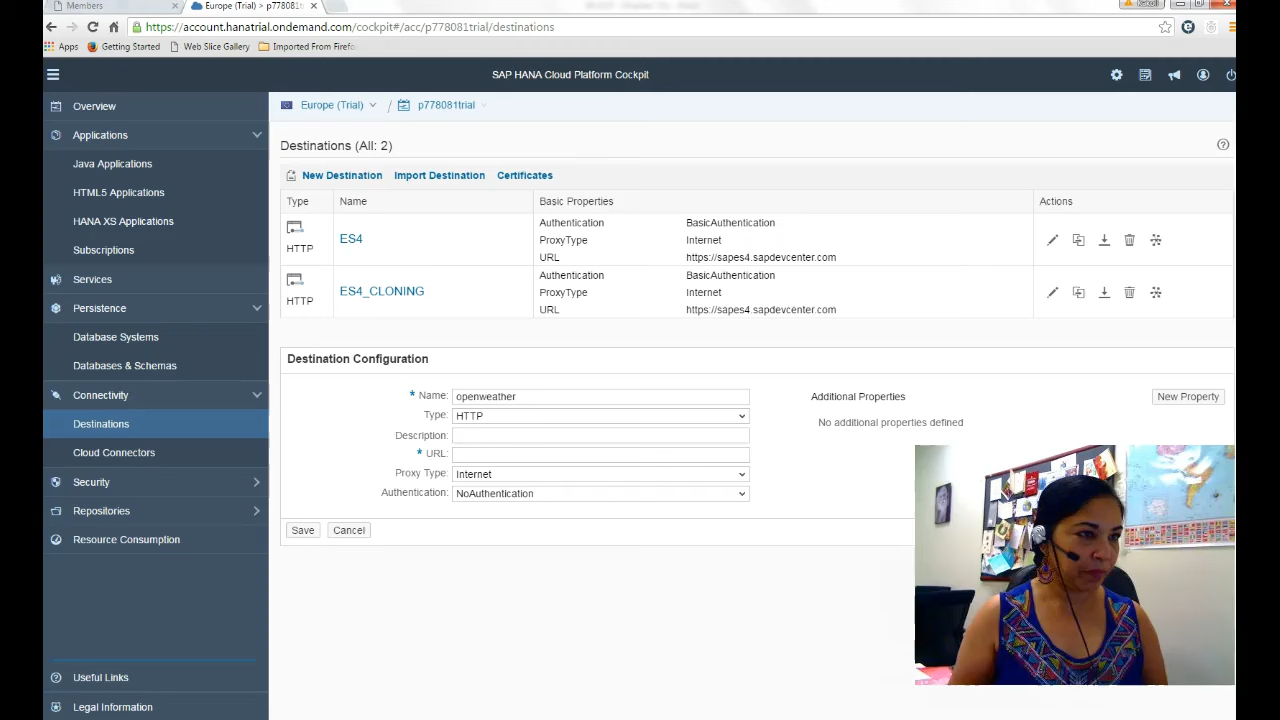 Members
Europe (Trial) > p778081t
https://account.hanatrial.ondemand.com/cockpit#/acc/p778081trial/destinations
Apps
Getting Started
Web Slice Gallery
Imported From Firefo
SAP HANA Cloud Platform Cockpit
Overview
Applications
Java Applications
HTML5 Applications
HANA XS Applications
Subscriptions
Services
Persistence
Database Systems
Databases & Schemas
Connectivity
Destinations
Cloud Connectors
Security
Repositories
Resource Consumption
Useful Links
Legal Information
Europe (Trial) / p778081trial
Destinations (All: 2)
New Destination Import Destination Certificates
Type Name Basic Properties Actions
HTTP ES4
Authentication BasicAuthentication
ProxyType Internet
URL https://sapes4.sapdevcenter.com
HTTP ES4_CLONING
Authentication BasicAuthentication
ProxyType Internet
URL https://sapes4.sapdevcenter.com
Destination Configuration
* Name: openweather
Type: HTTP
Description:
* URL:
Proxy Type: Internet
Authentication: NoAuthentication
Additional Properties New Property
No additional properties defined
Save Cancel